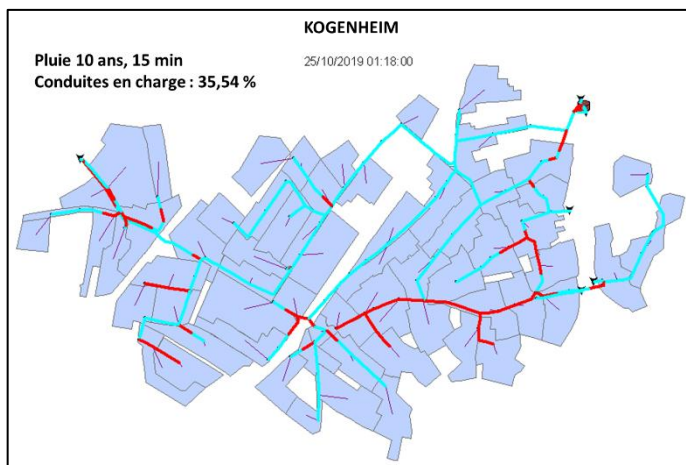 KOGENHEIM
Pluie 10 ans, 15 min
25/10/2019 01:18:00
Conduites en charge : 35,54 %